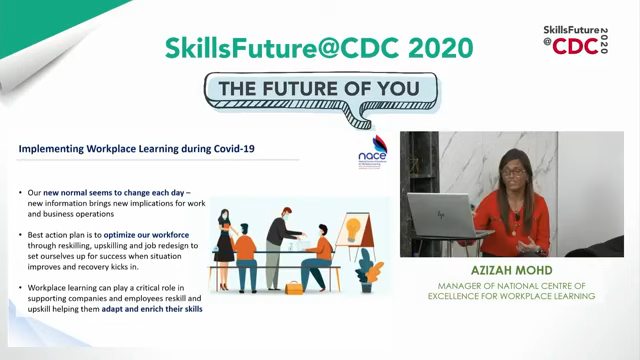 SkillsFuture@CDC 2020
SkillsFuture
@CDC
2020
THE FUTURE OF YOU
Implementing Workplace Learning during Covid-19
nace
• Our new normal seems to change each day –
new information brings new implications for work
and business operations
• Best action plan is to optimize our workforce
through reskilling, upskilling and job redesign to
set ourselves up for success when situation
improves and recovery kicks in.
• Workplace learning can play a critical role in
supporting companies and employees reskill and
upskill helping them adapt and enrich their skills
hp
AZIZAH MOHD
MANAGER OF NATIONAL CENTRE OF
EXCELLENCE FOR WORKPLACE LEARNING